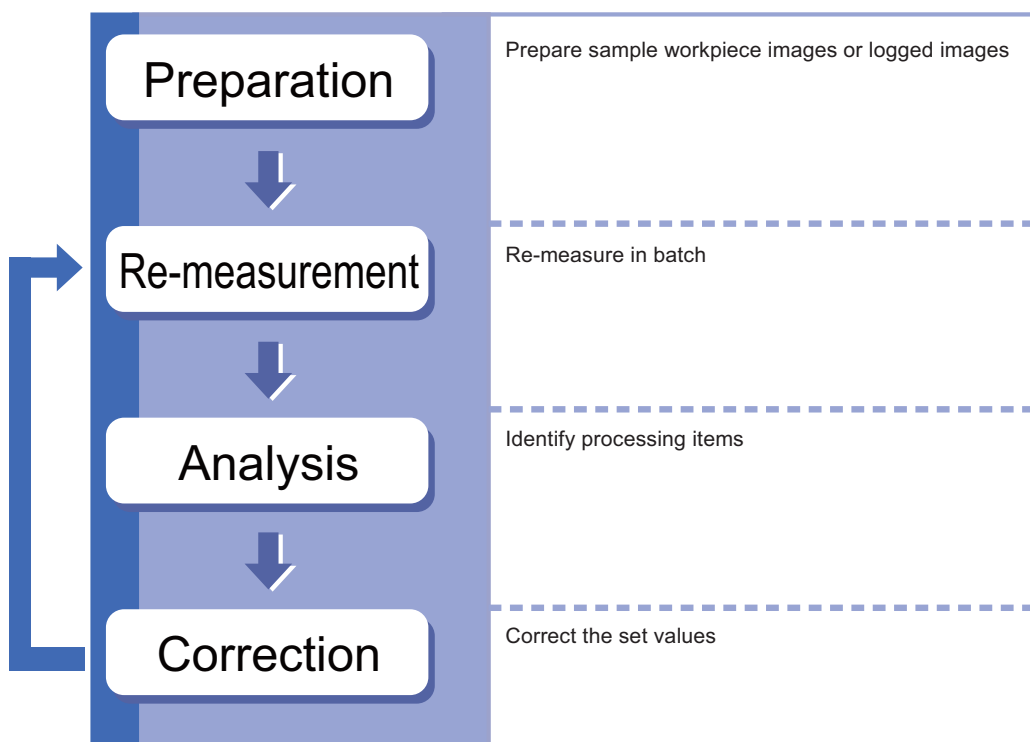 Preparation
Prepare sample workpiece images or logged images
Re-measurement
Re-measure in batch
Analysis
Identify processing items
Correction
Correct the set values